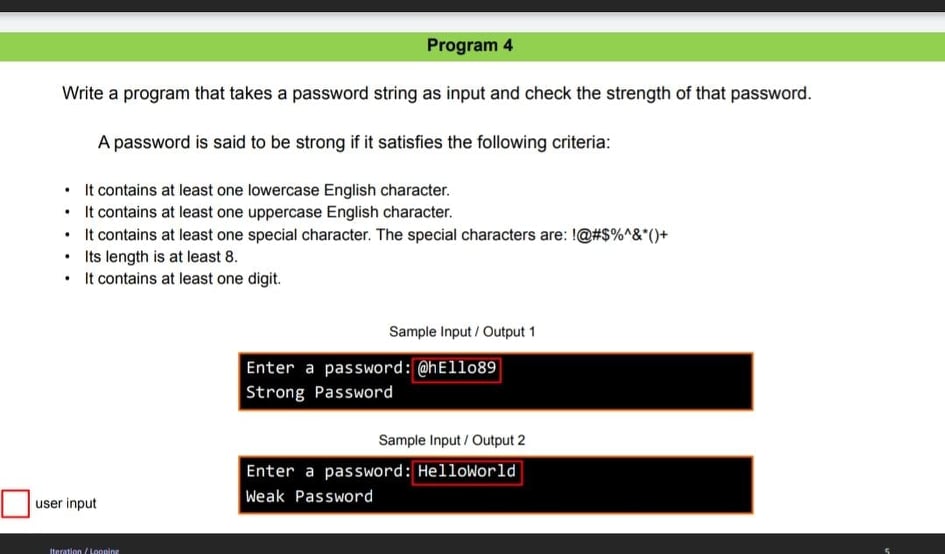 Program 4
Write a program that takes a password string as input and check the strength of that password.
A password is said to be strong if it satisfies the following criteria:
• It contains at least one lowercase English character.
• It contains at least one uppercase English character.
• It contains at least one special character. The special characters are: !@#$%^&*()+
• Its length is at least 8.
• It contains at least one digit.
Sample Input / Output 1
Enter a password: @hEllo89
Strong Password
Sample Input / Output 2
Enter a password: HelloWorld
Weak Password
user input
Iteration / Looping
5